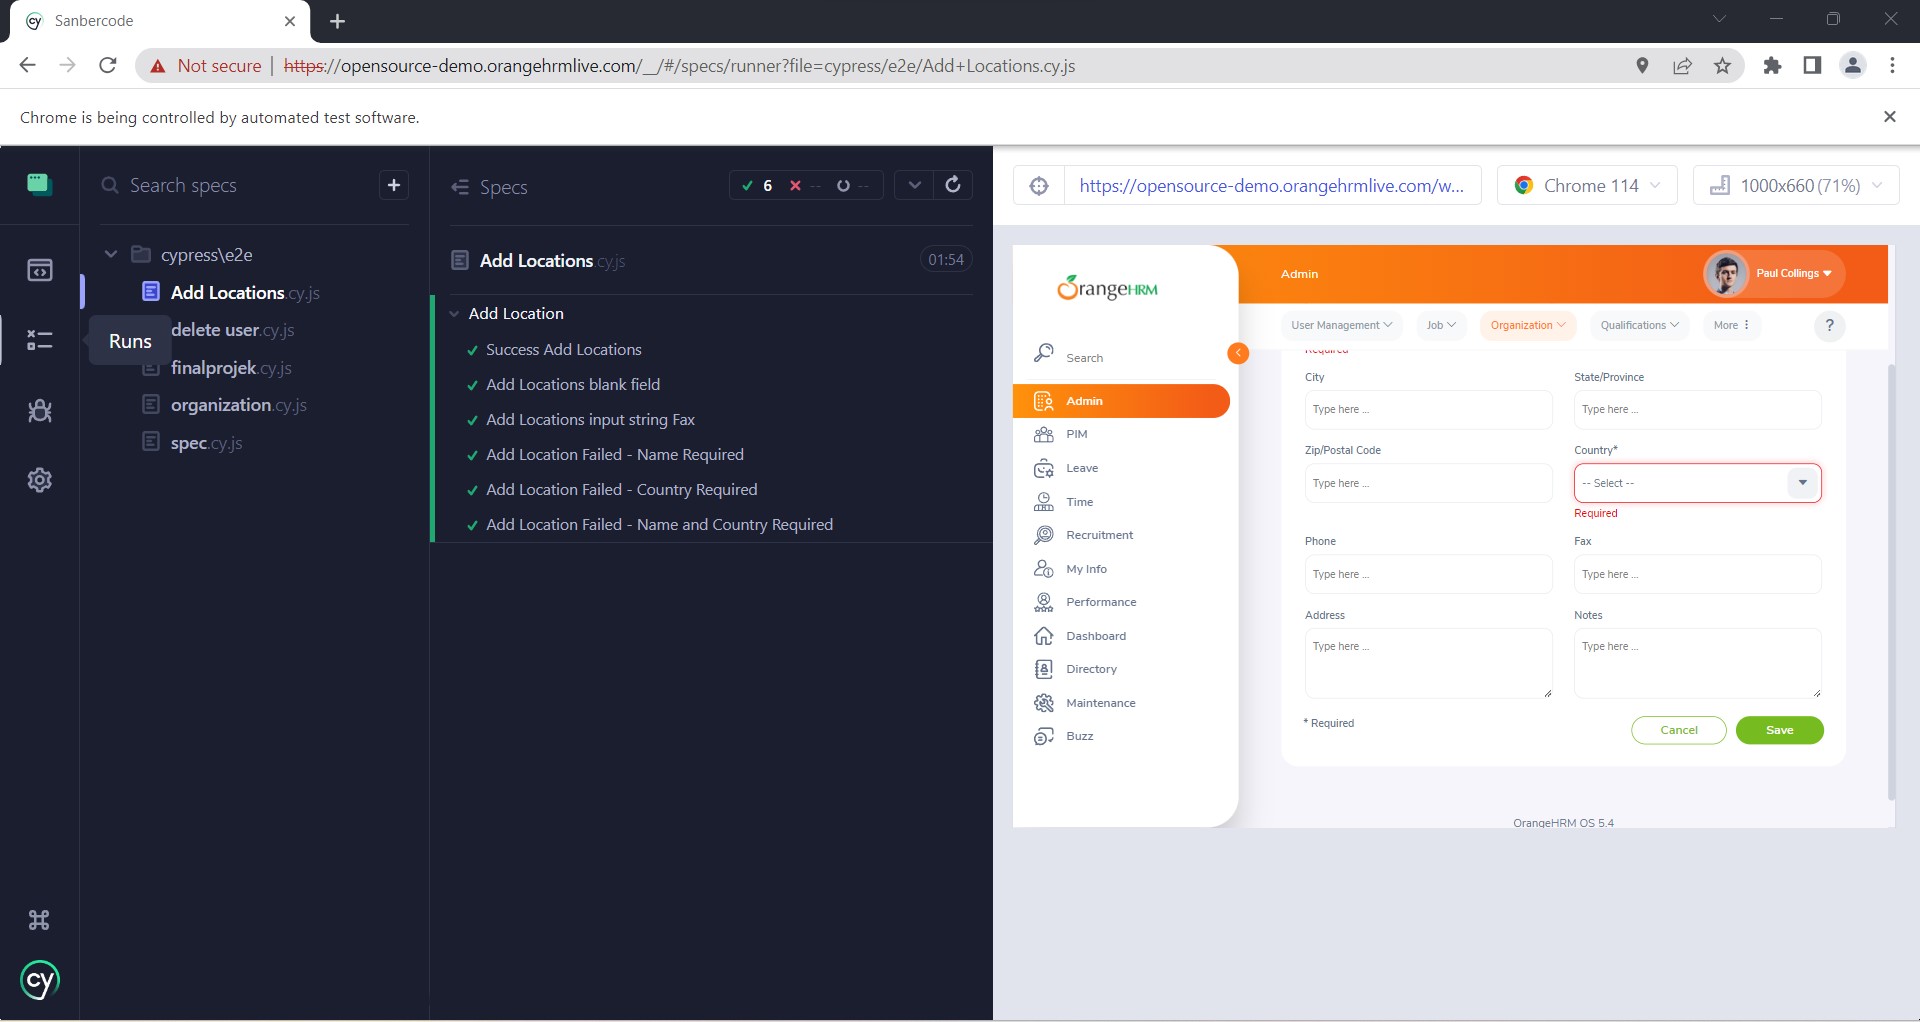 Sanbercode
Not secure
https://opensource-demo.orangehrmlive.com/__/#/specs/runner?file=cypress/e2e/Add+Locations.cy.js
Chrome is being controlled by automated test software.
Search specs
cypress\e2e
Add Locations.cy.js
delete user.cy.js
Runs
finalprojek.cy.js
organization.cy.js
spec.cy.js
cy
Specs
6 -- --
Add Locations.cy.js
01:54
Add Location
Success Add Locations
Add Locations blank field
Add Locations input string Fax
Add Location Failed - Name Required
Add Location Failed - Country Required
Add Location Failed - Name and Country Required
https://opensource-demo.orangehrmlive.com/w...
Chrome 114
1000x660 (71%)
OrangeHRM
Admin
Paul Collings
User Management
Job
Organization
Qualifications
More
?
Search
Admin
PIM
Leave
Time
Recruitment
My Info
Performance
Dashboard
Directory
Maintenance
Buzz
Required
City
State/Province
Type here ...
Type here ...
Zip/Postal Code
Country*
Type here ...
-- Select --
Required
Phone
Fax
Type here ...
Type here ...
Address
Notes
Type here ...
Type here ...
* Required
Cancel
Save
OrangeHRM OS 5.4